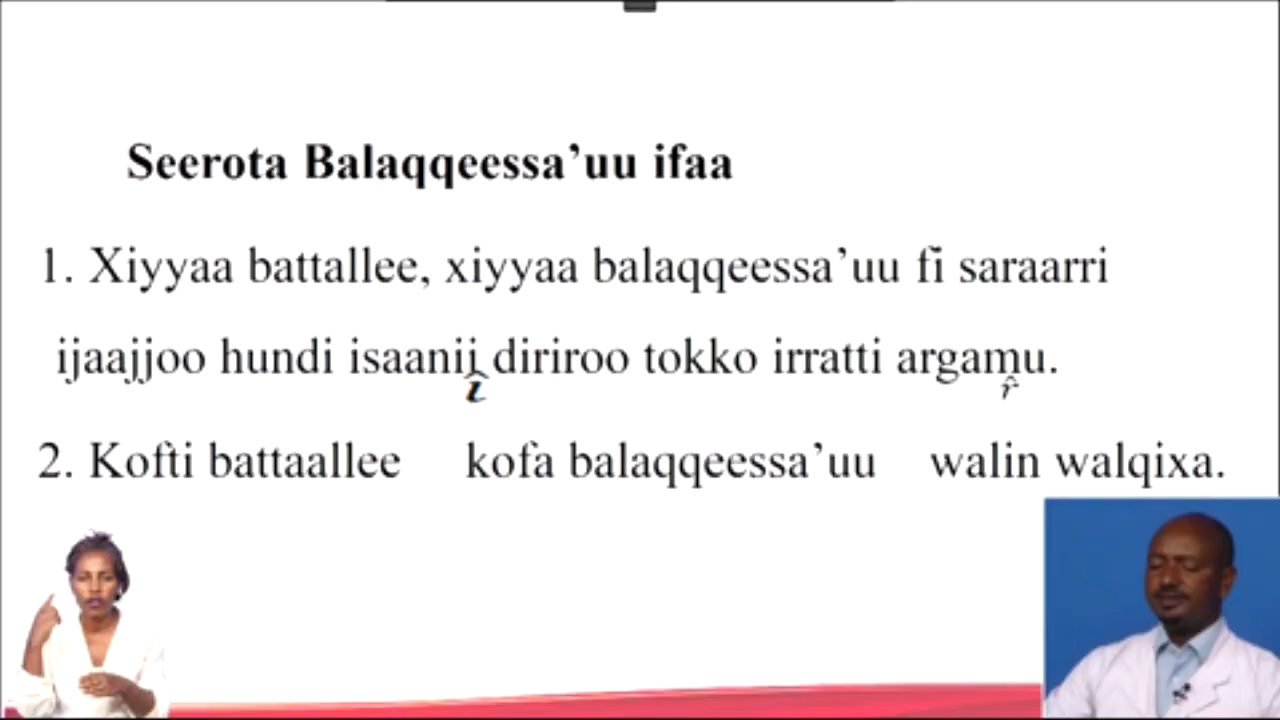 Seerota Balaqqeessa’uu ifaa
1. Xiyyaa battallee, xiyyaa balaqqeessa’uu fi saraarri
ijaajjoo hundi isaanii diriroo tokko irratti argamu.
î r̂
2. Kofti battaallee kofa balaqqeessa’uu walin walqixa.